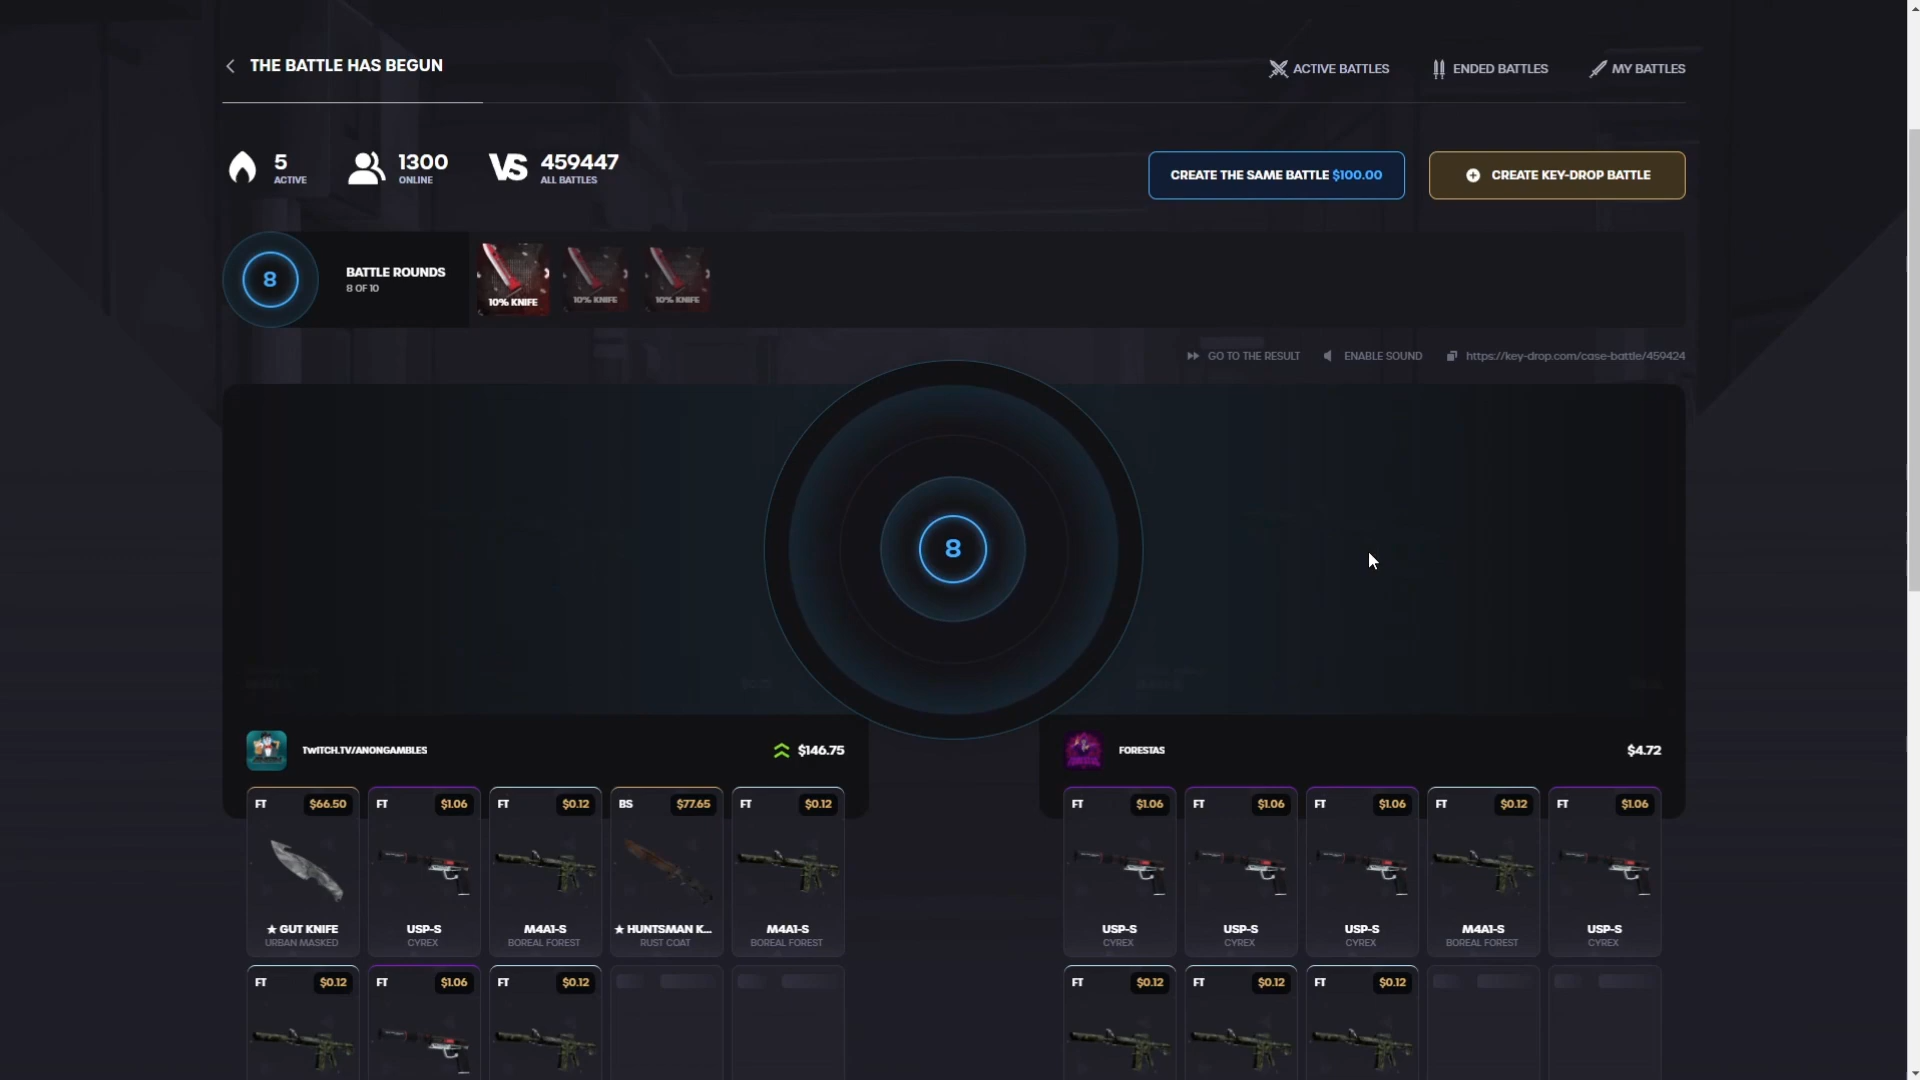 THE BATTLE HAS BEGUN
ACTIVE BATTLES
ENDED BATTLES
MY BATTLES
5
ACTIVE
1300
ONLINE
VS
459447
ALL BATTLES
CREATE THE SAME BATTLE $100.00
CREATE KEY-DROP BATTLE
8
BATTLE ROUNDS
8 OF 10
10% KNIFE
10% KNIFE
10% KNIFE
GO TO THE RESULT
ENABLE SOUND
https://key-drop.com/case-battle/459424
8
TWITCH.TV/ANONGAMBLES
$146.75
FORESTAS
$4.72
FT $66.50
FT $1.06
FT $0.12
BS $77.65
FT $0.12
FT $1.06
FT $1.06
FT $1.06
FT $0.12
FT $1.06
★ GUT KNIFE
URBAN MASKED
USP-S
CYREX
M4A1-S
BOREAL FOREST
★ HUNTSMAN K...
RUST COAT
M4A1-S
BOREAL FOREST
USP-S
CYREX
USP-S
CYREX
USP-S
CYREX
M4A1-S
BOREAL FOREST
USP-S
CYREX
FT $0.12
FT $1.06
FT $0.12
FT $0.12
FT $0.12
FT $0.12